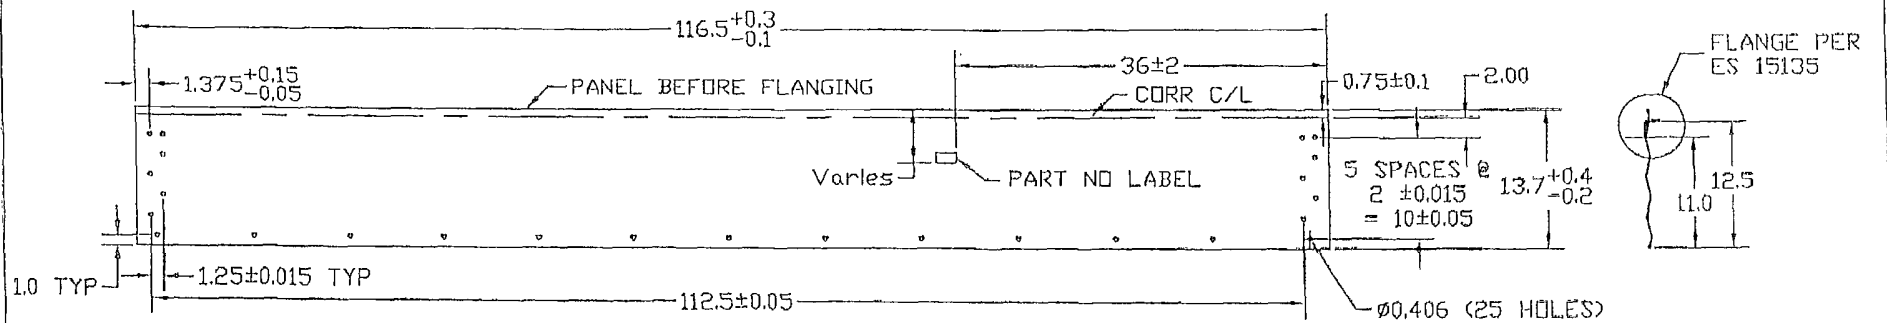 116.5 +0.3 -0.1
FLANGE PER
ES 15135
1.375 +0.15 -0.05
PANEL BEFORE FLANGING
36±2
CORR C/L
0.75±0.1
2.00
Varies
PART NO LABEL
5 SPACES @
2 ±0.015
= 10±0.05
13.7 +0.4 -0.2
11.0
12.5
1.0 TYP
1.25±0.015 TYP
112.5±0.05
ø0.406 (25 HOLES)